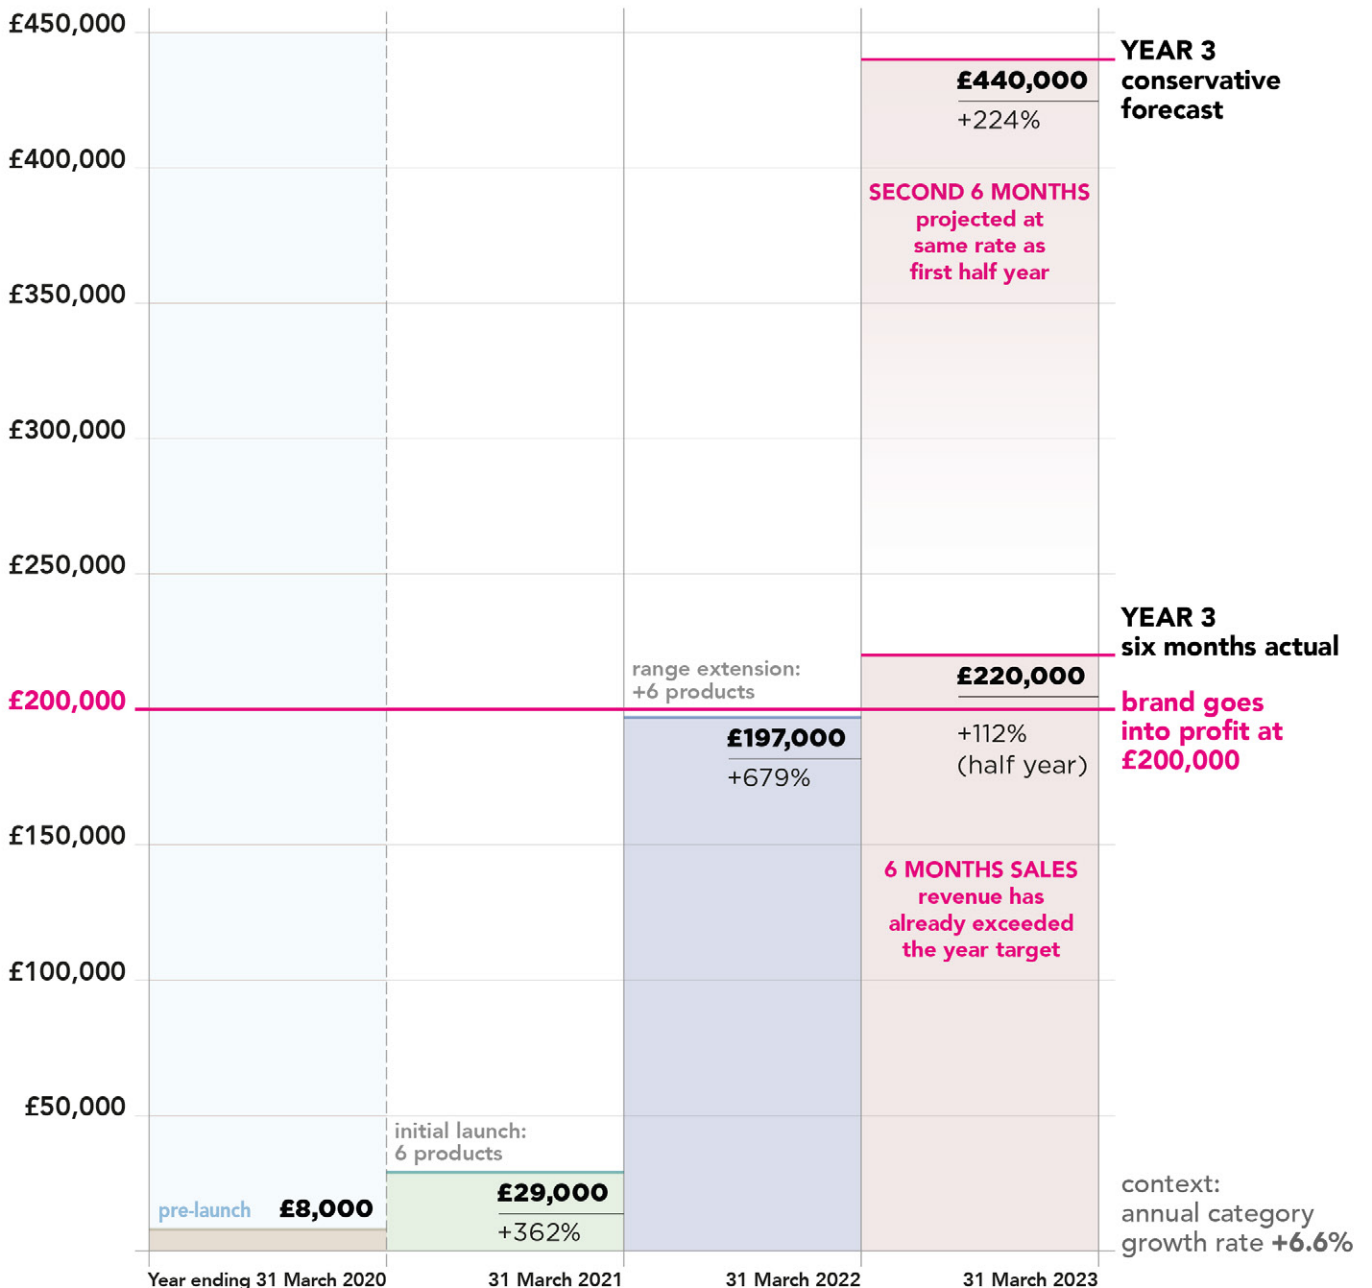 £450,000
£400,000
£350,000
£300,000
£250,000
£200,000
£150,000
£100,000
£50,000
pre-launch £8,000
initial launch:
6 products
£29,000
+362%
range extension:
+6 products
£197,000
+679%
£440,000
+224%
SECOND 6 MONTHS
projected at
same rate as
first half year
£220,000
+112%
(half year)
6 MONTHS SALES
revenue has
already exceeded
the year target
YEAR 3
conservative
forecast
YEAR 3
six months actual
brand goes
into profit at
£200,000
context:
annual category
growth rate +6.6%
Year ending 31 March 2020
31 March 2021
31 March 2022
31 March 2023